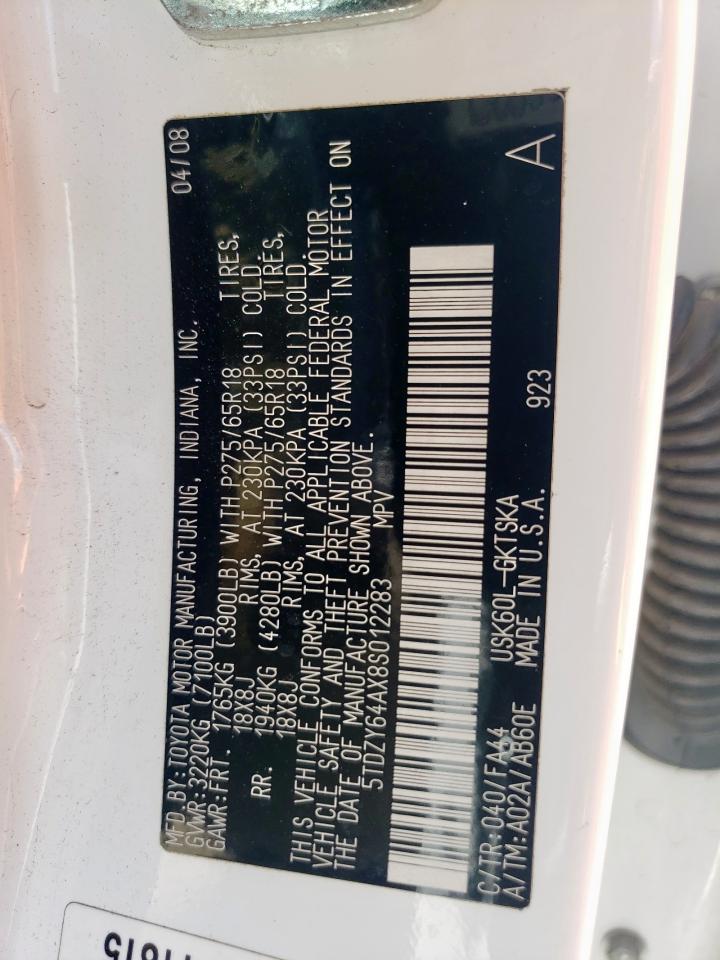 MFD BY:TOYOTA MOTOR MANUFACTURING, INDIANA, INC. 04/08
GVWR:3220KG (7100LB)
GAWR:FRT. 1765KG (3900LB) WITH P275/65R18 TIRES,
18X8J RIMS, AT 230KPA (33PSI) COLD.
RR. 1940KG (4280LB) WITH P275/65R18 TIRES,
18X8J RIMS, AT 230KPA (33PSI) COLD.
THIS VEHICLE CONFORMS TO ALL APPLICABLE FEDERAL MOTOR
VEHICLE SAFETY AND THEFT PREVENTION STANDARDS IN EFFECT ON
THE DATE OF MANUFACTURE SHOWN ABOVE.
5TDZY64AX8S012283 MPV
C/TR:040/FA44 USK60L-GKTSKA 923 A
A/TM:A02A/AB60E MADE IN U.S.A.